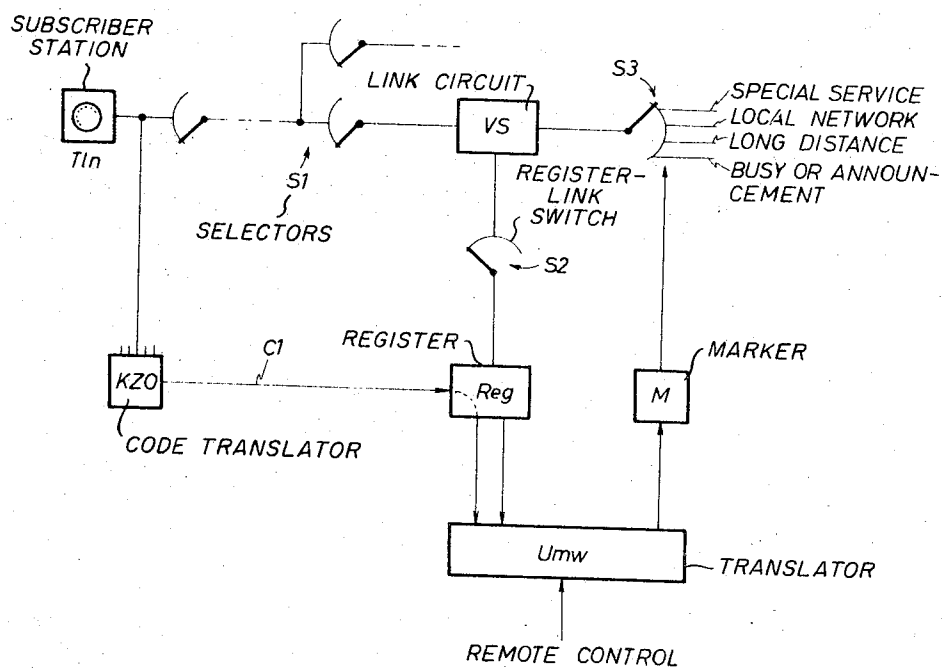 SUBSCRIBER
STATION
Tln
S1
SELECTORS
LINK CIRCUIT
VS
S3
SPECIAL SERVICE
LOCAL NETWORK
LONG DISTANCE
BUSY OR ANNOUN-
CEMENT
REGISTER-
LINK
SWITCH
S2
REGISTER
Reg
C1
KZO
CODE TRANSLATOR
MARKER
M
Umw
TRANSLATOR
REMOTE CONTROL